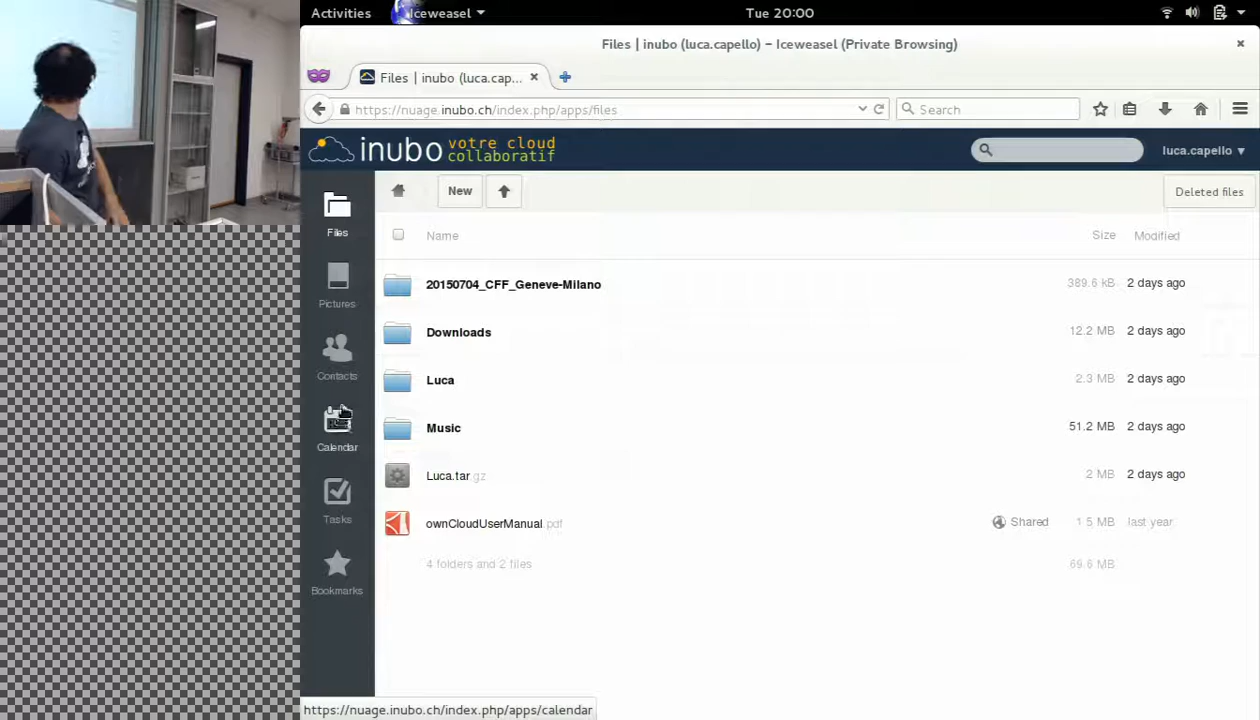 Activities Iceweasel Tue 20:00
Files | inubo (luca.capello) – Iceweasel (Private Browsing)
Files | inubo (luca.cap...
https://nuage.inubo.ch/index.php/apps/files Search
inubo votre cloud collaboratif luca.capello
New Deleted files
Name Size Modified
Files
Pictures
Contacts
Calendar
Tasks
Bookmarks
20150704_CFF_Geneve-Milano 389.6 kB 2 days ago
Downloads 12.2 MB 2 days ago
Luca 2.3 MB 2 days ago
Music 51.2 MB 2 days ago
Luca.tar.gz 2 MB 2 days ago
ownCloudUserManual.pdf Shared 1.5 MB last year
4 folders and 2 files 69.6 MB
https://nuage.inubo.ch/index.php/apps/calendar